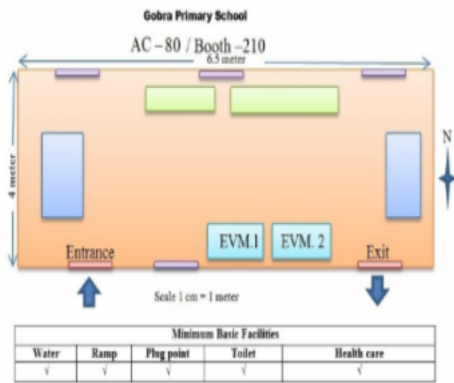 Gobra Primary School
AC –80 / Booth –210
6.5 meter
4 meter
N
EVM.1 EVM. 2
Entrance Exit
Scale 1 cm = 1 meter
Minimum Basic Facilities
Water Ramp Plug point Toilet Health care
√ √ √ √ √